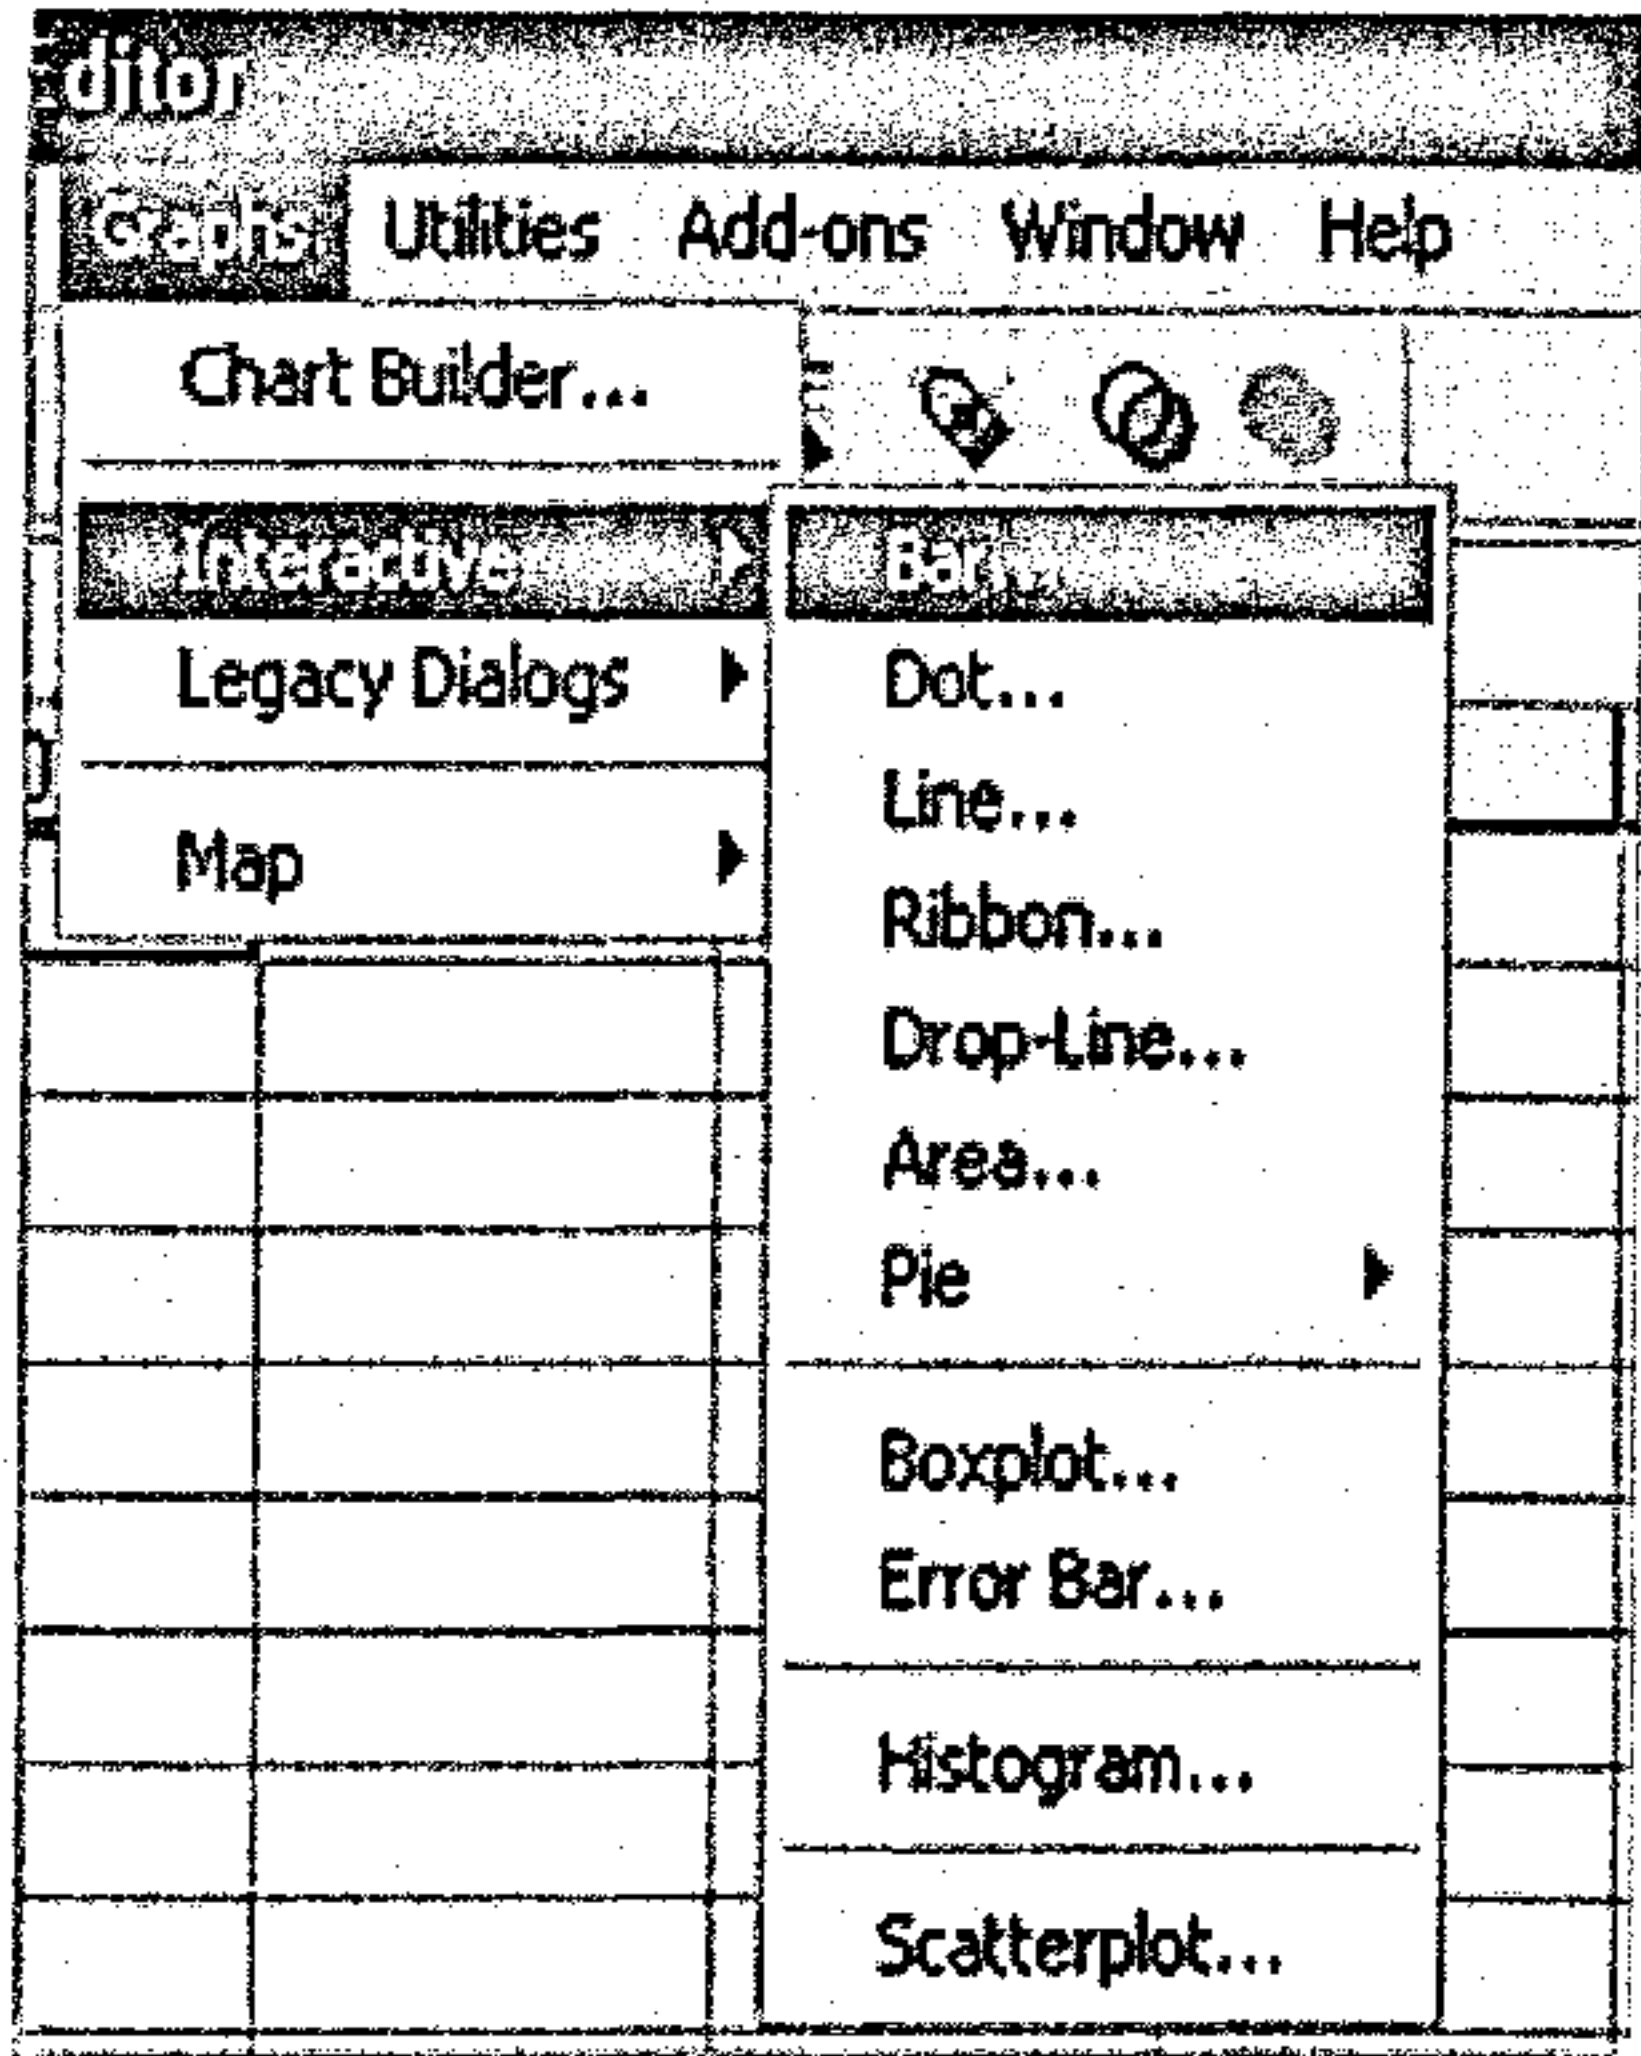 ditor
Graphs Utilities Add-ons Window Help
Chart Builder...
Interactive
Legacy Dialogs
Map
Bar...
Dot...
Line...
Ribbon...
Drop-Line...
Area...
Pie
Boxplot...
Error Bar...
Histogram...
Scatterplot...